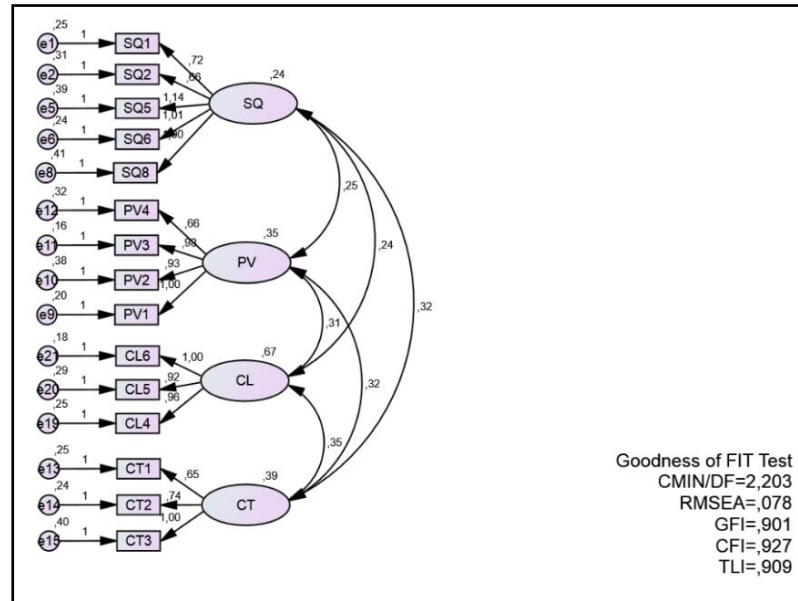 ,25
e1 1 SQ1
,31
e2 1 SQ2
,39
e5 1 SQ5
,24
e6 1 SQ6
,41
e8 1 SQ8
,72
,66
1,14
1,01
,24
SQ
,32
e12 1 PV4
,16
e11 1 PV3
,38
e10 1 PV2
,20
e9 1 PV1
,66
,98
,93
1,00
,35
PV
,18
e21 1 CL6
,29
e20 1 CL5
,25
e19 1 CL4
1,00
,92
,96
,67
CL
,25
e13 1 CT1
,24
e14 1 CT2
,40
e15 1 CT3
,65
,74
1,00
,39
CT
,25
,24
,32
,31
,32
,35
Goodness of FIT Test
CMIN/DF=2,203
RMSEA=,078
GFI=,901
CFI=,927
TLI=,909